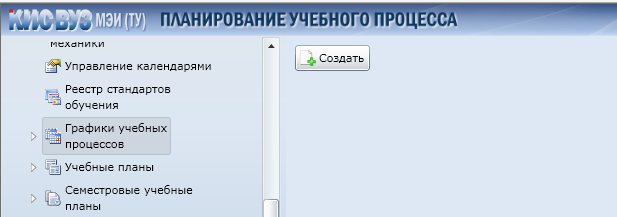 КИС ВУЗ МЭИ (ТУ) ПЛАНИРОВАНИЕ УЧЕБНОГО ПРОЦЕССА
механики
Управление календарями
Реестр стандартов
обучения
Графики учебных
процессов
Учебные планы
Семестровые учебные
планы
Создать